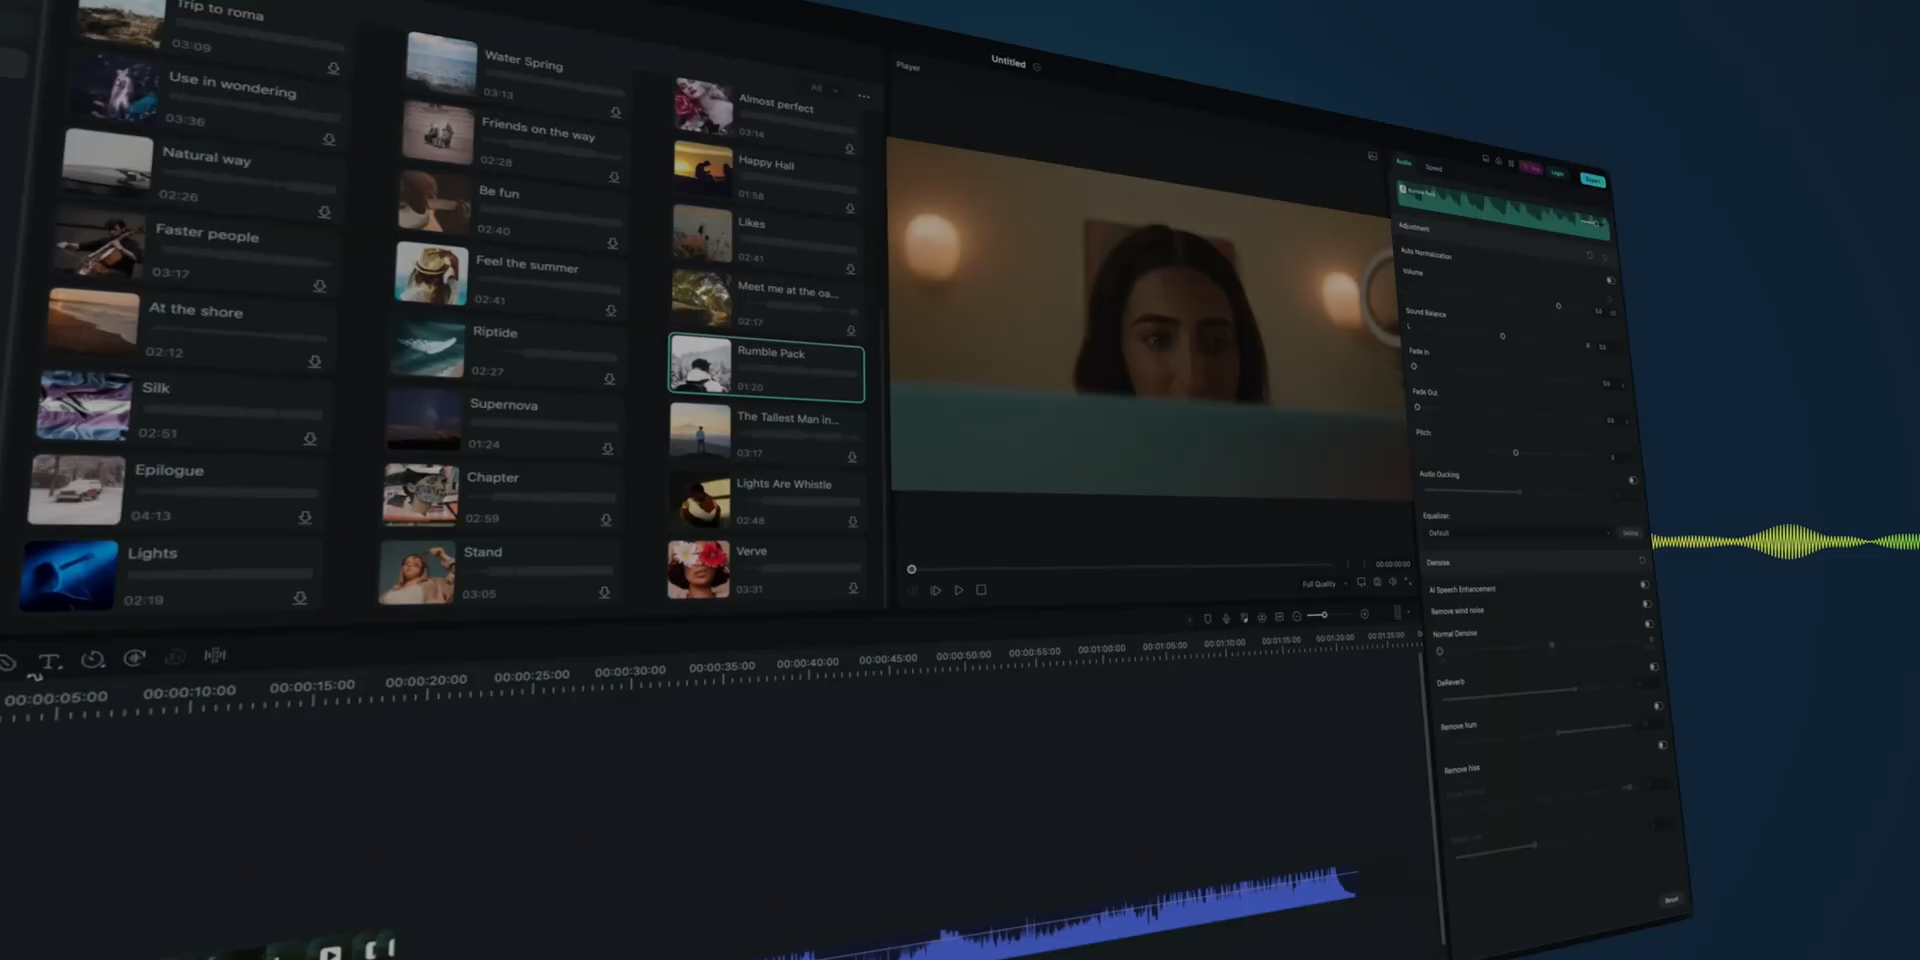 Trip to roma
03:09
Use in wondering
03:36
Natural way
02:26
Faster people
03:17
At the shore
02:12
Silk
02:51
Epilogue
04:13
Lights
02:19
Water Spring
03:13
Friends on the way
02:28
Be fun
02:40
Feel the summer
02:41
Riptide
02:27
Supernova
01:24
Chapter
02:59
Stand
03:05
All
Almost perfect
03:14
Happy Hall
01:58
Likes
02:41
Meet me at the oa...
02:17
Rumble Pack
01:20
The Tallest Man in...
03:17
Lights Are Whistle
02:48
Verve
03:31
Player
Untitled
00:00:00:00
Full Quality
Audio
Speed
Login
Export
Adjustment
Auto Normalization
Volume
Sound Balance
L
R
Fade In
Fade Out
Pitch
Audio Ducking
Equalizer
Default
Setting
Denoise
AI Speech Enhancement
Remove wind noise
Normal Denoise
DeReverb
Remove hum
Remove hiss
Reset
00:00:05:00
00:00:10:00
00:00:15:00
00:00:20:00
00:00:25:00
00:00:30:00
00:00:35:00
00:00:40:00
00:00:45:00
00:00:50:00
00:00:55:00
00:01:00:00
00:01:05:00
00:01:10:00
00:01:15:00
00:01:20:00
00:01:25:00